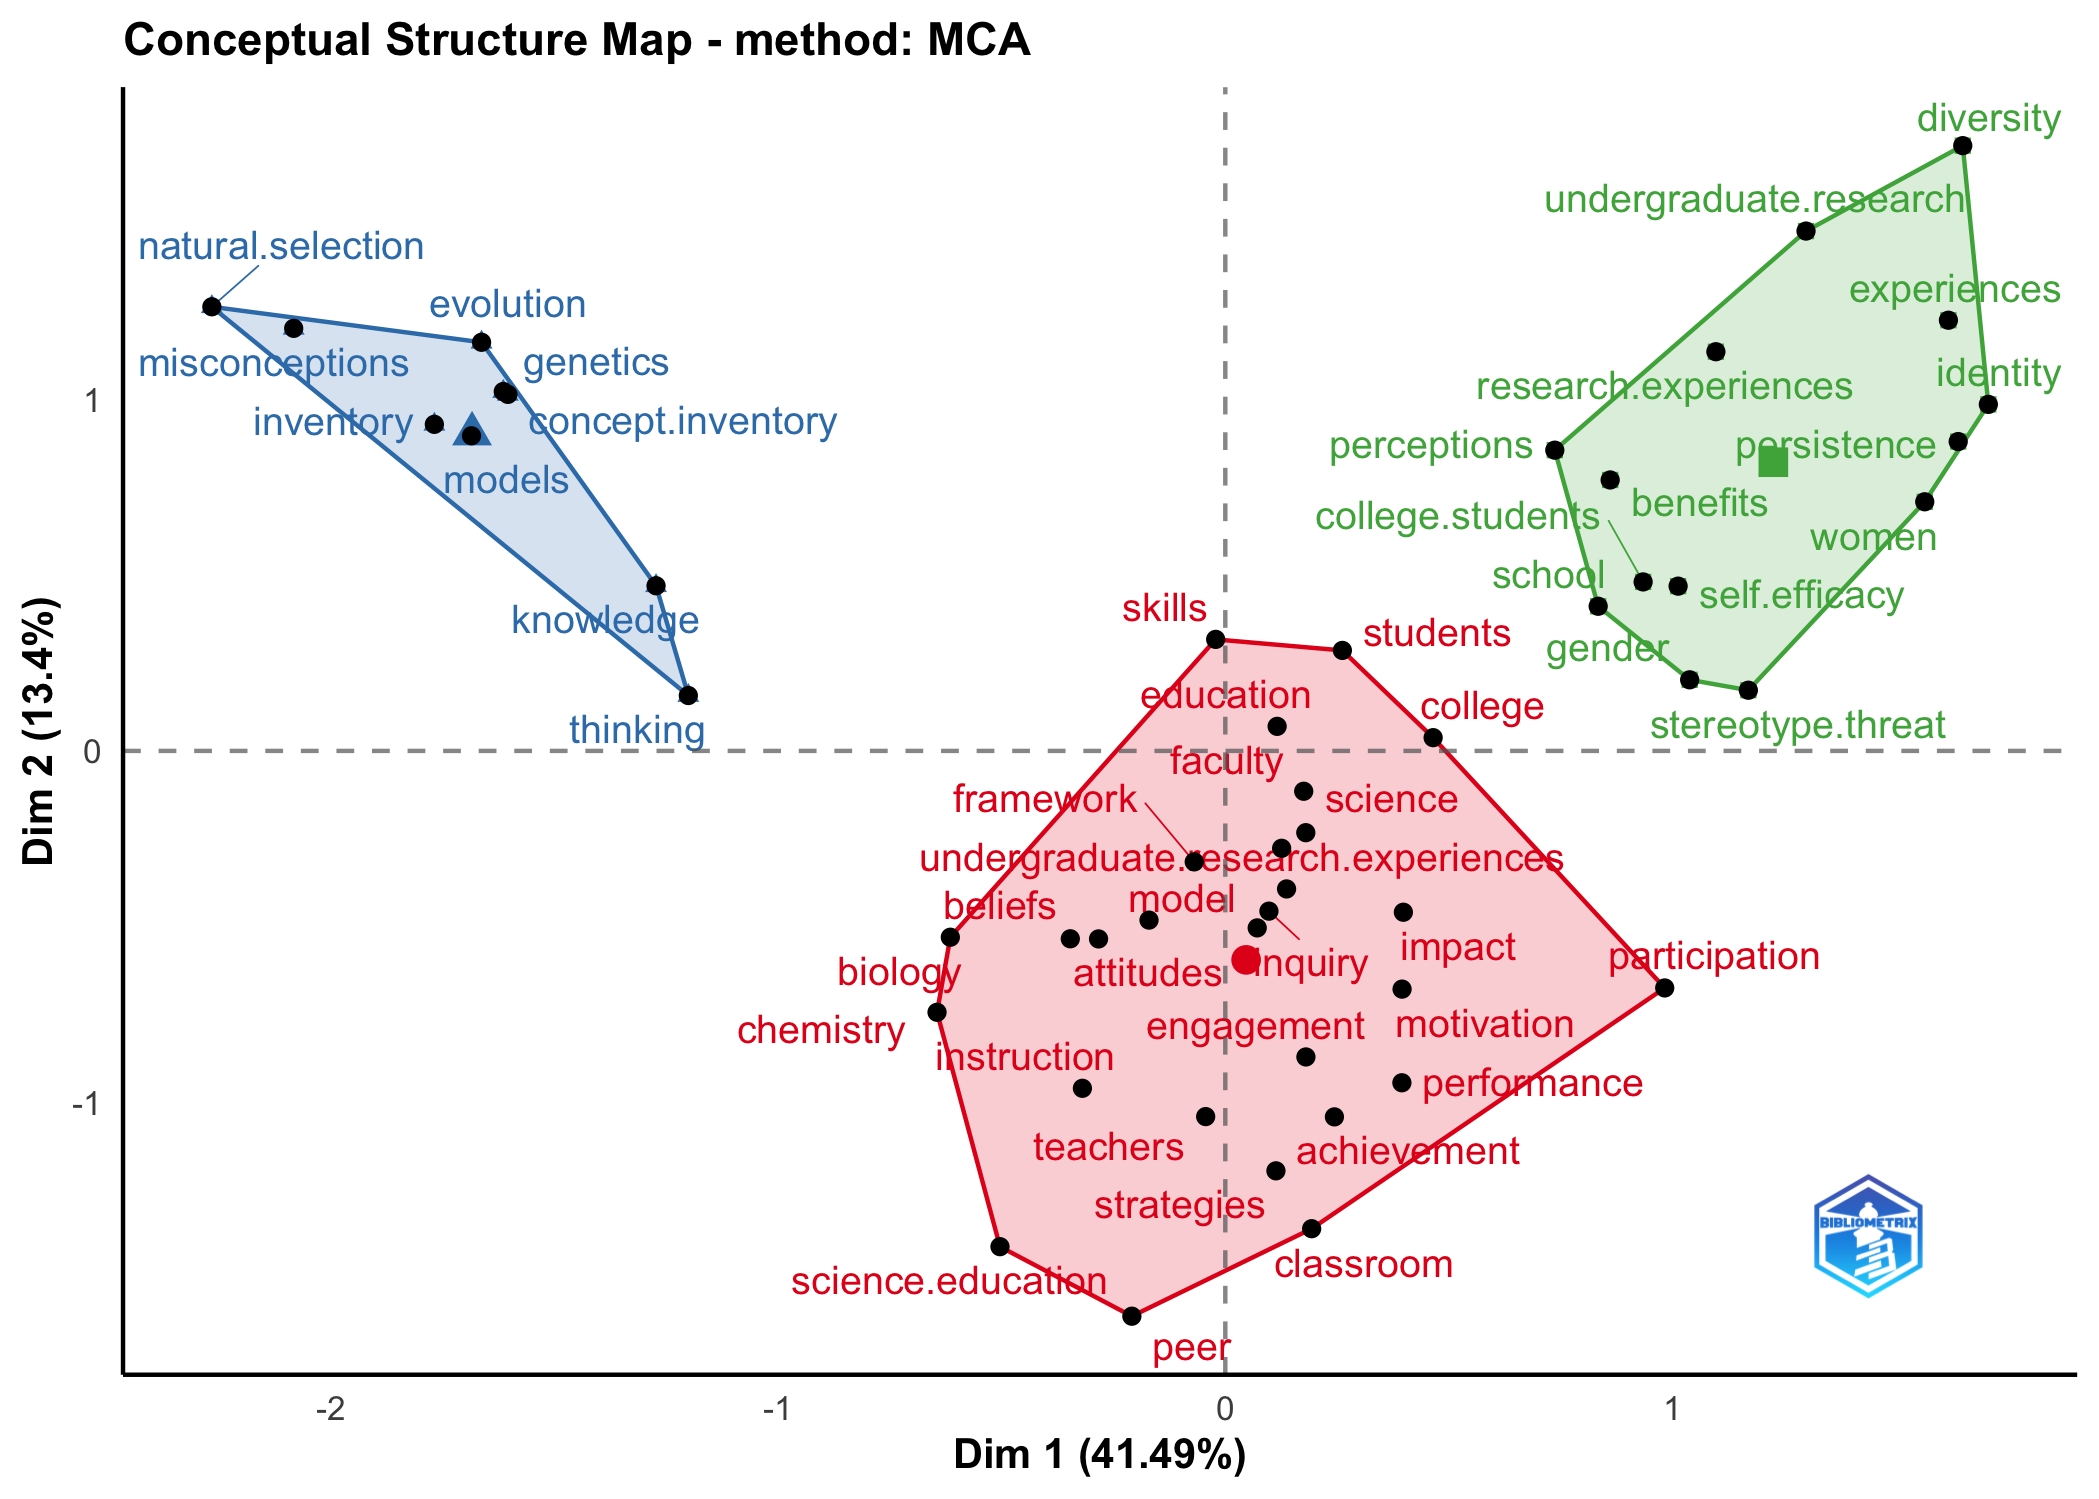 Conceptual Structure Map - method: MCA
diversity
undergraduate.research
natural.selection
experiences
evolution
misconceptions
genetics
identity
research.experiences
1
inventory
concept.inventory
perceptions
persistence
models
benefits
college.students
women
school
self.efficacy
skills
knowledge
students
gender
education
college
thinking
stereotype.threat
0
faculty
framework
science
undergraduate.research.experiences
beliefs
model
impact
participation
biology
attitudes
inquiry
chemistry
engagement
motivation
instruction
performance
-1
teachers
achievement
strategies
BIBLIOMETRIX
science.education
classroom
peer
-2
-1
0
1
Dim 1 (41.49%)
Dim 2 (13.4%)